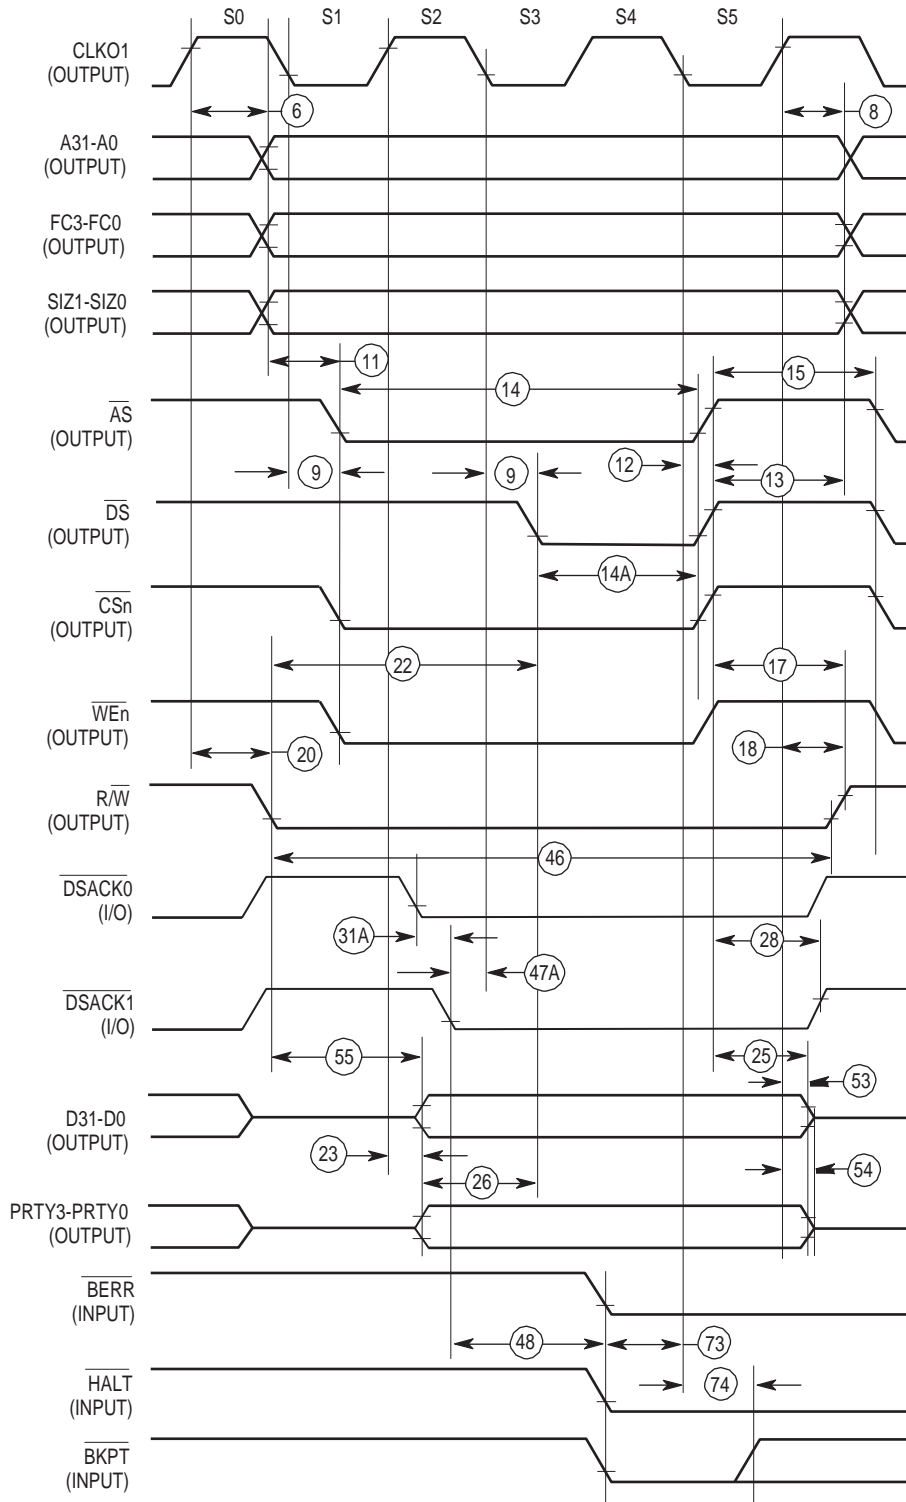 S0 S1 S2 S3 S4 S5
CLKO1
(OUTPUT)
6 8
A31-A0
(OUTPUT)
FC3-FC0
(OUTPUT)
SIZ1-SIZ0
(OUTPUT)
11 14 15
AS
(OUTPUT)
9 9 12 13
DS
(OUTPUT)
14A
CSn
(OUTPUT)
22 17
WEn
(OUTPUT)
20 18
R/W
(OUTPUT)
46
DSACK0
(I/O)
31A 28
47A
DSACK1
(I/O)
55 25
53
D31-D0
(OUTPUT)
23 54
26
PRTY3-PRTY0
(OUTPUT)
BERR
(INPUT)
48 73
HALT
(INPUT)
74
BKPT
(INPUT)